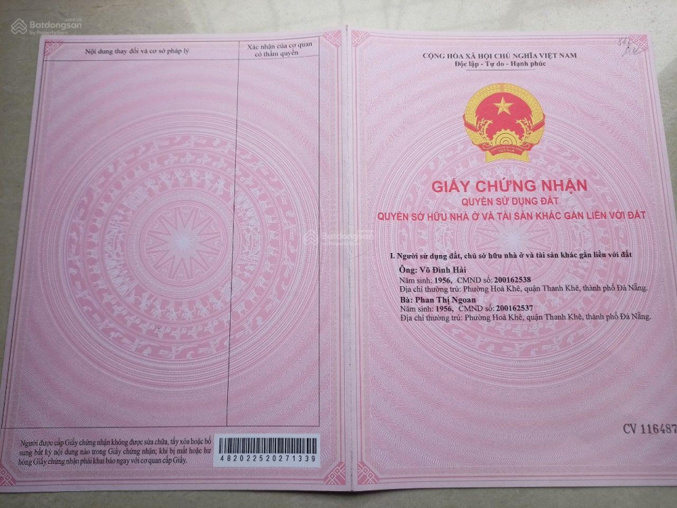 Batdongsan
by PropertyGuru
Nội dung thay đổi và cơ sở pháp lý
Xác nhận của cơ quan
có thẩm quyền
Người được cấp Giấy chứng nhận không được sửa chữa, tẩy xóa hoặc bổ
sung bất kỳ nội dung nào trong Giấy chứng nhận; khi bị mất hoặc hư
hỏng Giấy chứng nhận phải khai báo ngay với cơ quan cấp Giấy.
482022520271339
CỘNG HÒA XÃ HỘI CHỦ NGHĨA VIỆT NAM
Độc lập - Tự do - Hạnh phúc
GIẤY CHỨNG NHẬN
QUYỀN SỬ DỤNG ĐẤT
QUYỀN SỞ HỮU NHÀ Ở VÀ TÀI SẢN KHÁC GẮN LIỀN VỚI ĐẤT
Batdongsan
by PropertyGuru
I. Người sử dụng đất, chủ sở hữu nhà ở và tài sản khác gắn liền với đất
Ông: Võ Đình Hải
Năm sinh: 1956, CMND số: 200162538
Địa chỉ thường trú: Phường Hoà Khê, quận Thanh Khê, thành phố Đà Nẵng.
Bà: Phan Thị Ngoan
Năm sinh: 1956, CMND số: 200162537
Địa chỉ thường trú: Phường Hoà Khê, quận Thanh Khê, thành phố Đà Nẵng.
CV 116487